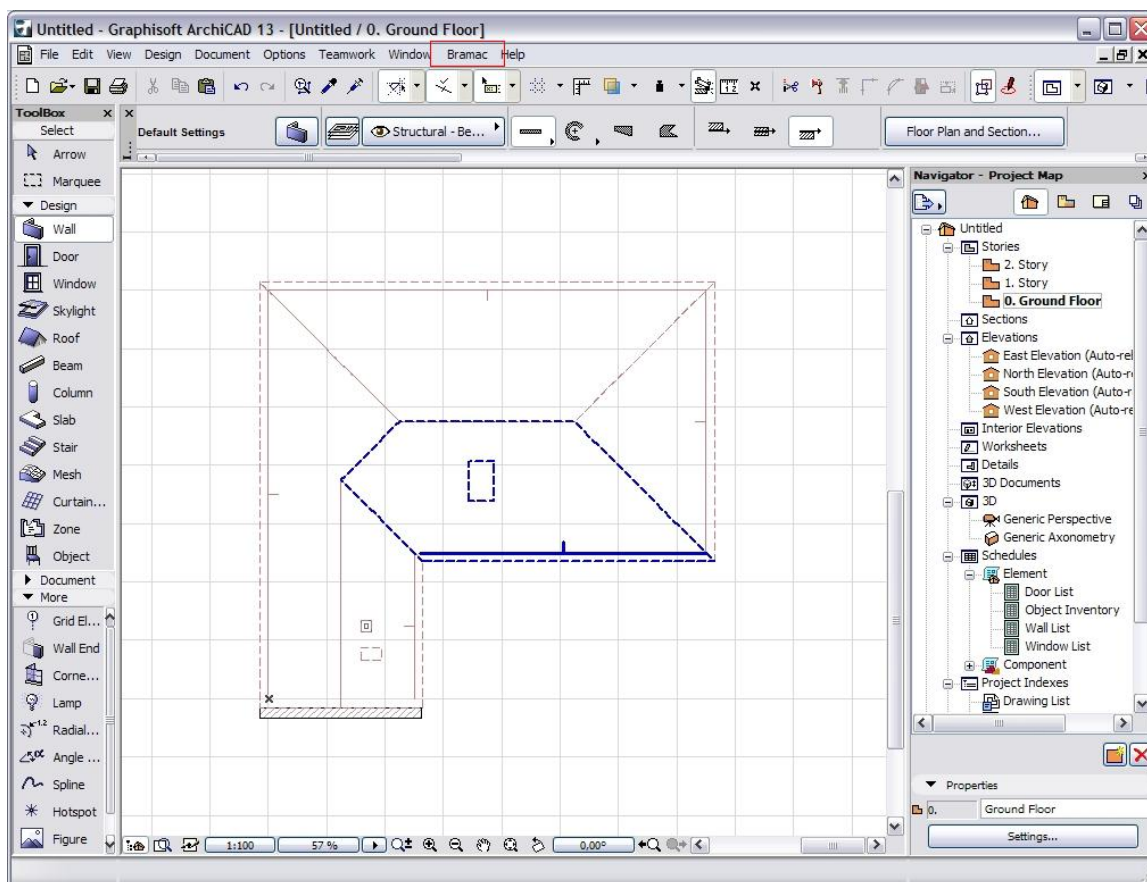 Untitled - Graphisoft ArchiCAD 13 - [Untitled / 0. Ground Floor]
File Edit View Design Document Options Teamwork Window Bramac Help
ToolBox
Select
Arrow
Marquee
Design
Wall
Door
Window
Skylight
Roof
Beam
Column
Slab
Stair
Mesh
Curtain...
Zone
Object
Document
More
Grid El...
Wall End
Corne...
Lamp
Radial...
Angle ...
Spline
Hotspot
Figure
Default Settings
Structural - Be...
Floor Plan and Section...
1:100
57 %
0,00°
Navigator - Project Map
Untitled
Stories
2. Story
1. Story
0. Ground Floor
Sections
Elevations
East Elevation (Auto-rel
North Elevation (Auto-r
South Elevation (Auto-r
West Elevation (Auto-re
Interior Elevations
Worksheets
Details
3D Documents
3D
Generic Perspective
Generic Axonometry
Schedules
Element
Door List
Object Inventory
Wall List
Window List
Component
Project Indexes
Drawing List
Properties
0. Ground Floor
Settings...